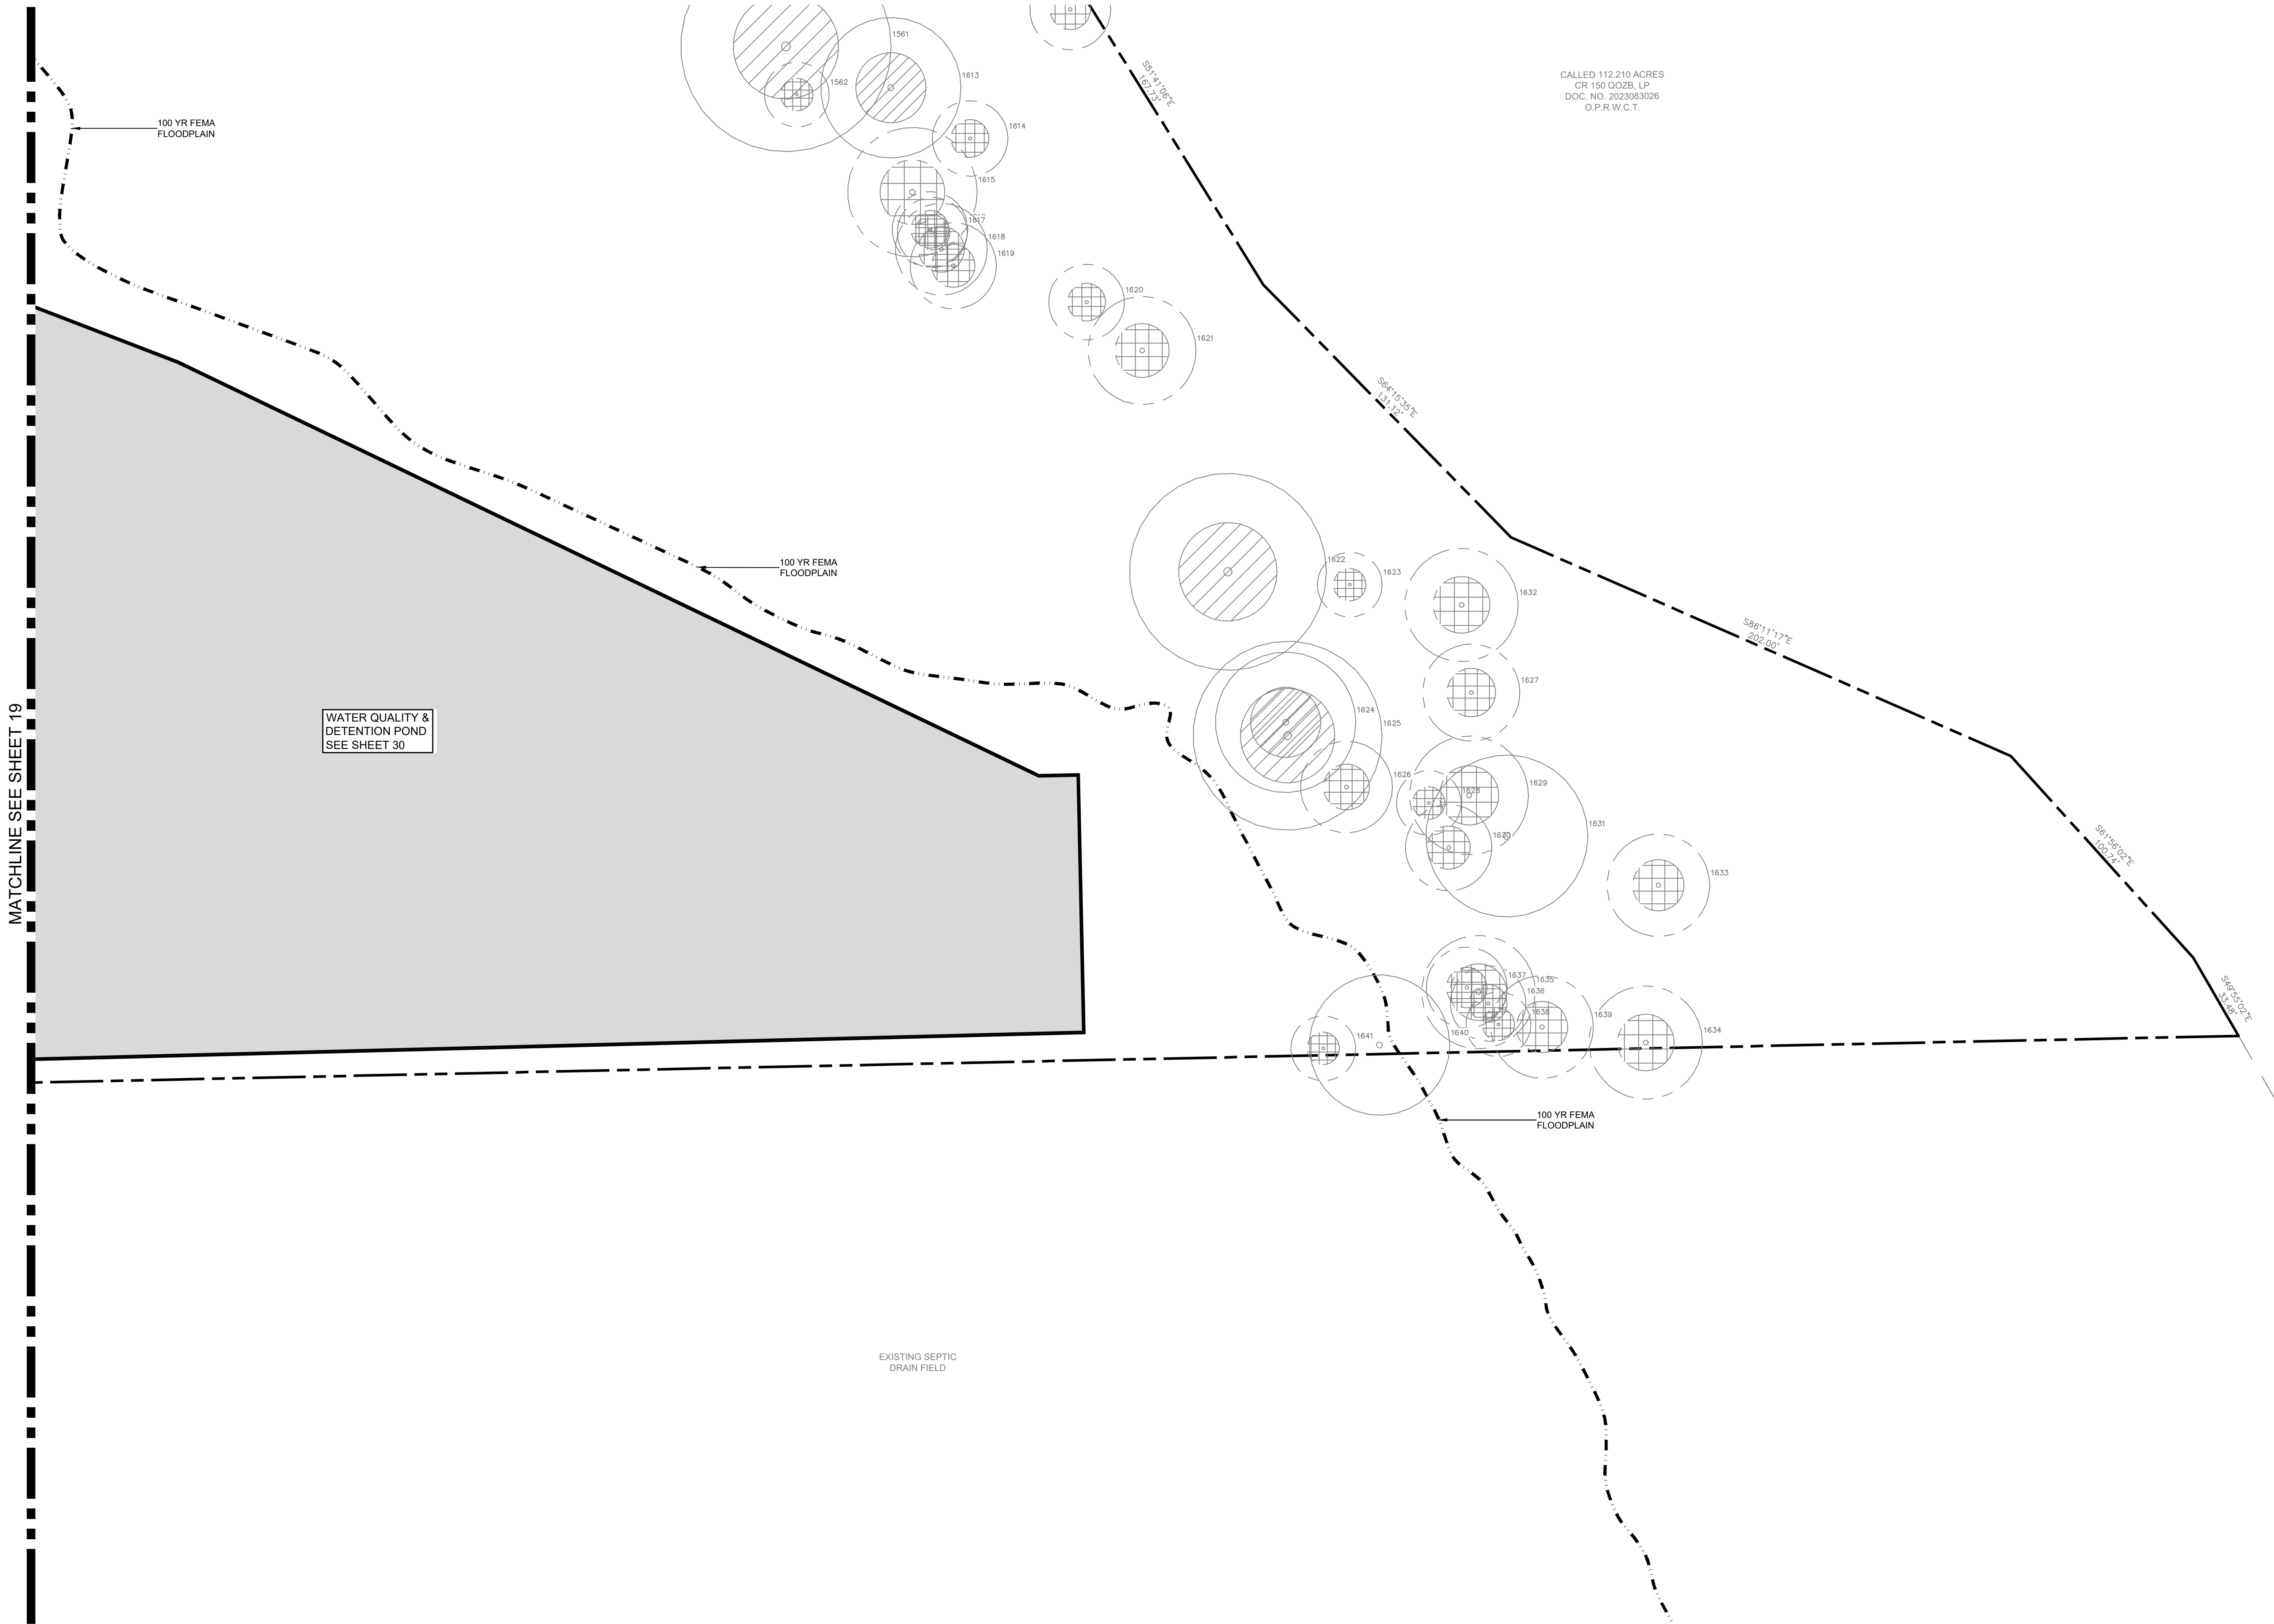 1561
1613
1562
CALLED 112.210 ACRES
CR 150 QOZB, LP
DOC. NO. 2023083026
O.P.R.W.C.T.
S51°41'06"E
167.73'
100 YR FEMA
FLOODPLAIN
1614
1615
1617
1618
1619
1620
1621
S64°15'35"E
131.12'
100 YR FEMA
FLOODPLAIN
1622
1623
1632
S86°11'17"E
202.00'
1627
1624
1625
MATCHLINE SEE SHEET 19
WATER QUALITY &
DETENTION POND
SEE SHEET 30
1626
1628
1629
1630
1631
S61°56'02"E
100.74'
1633
1637
1635
1636
1638
1639
1640
1641
1634
S49°55'02"E
33.48'
100 YR FEMA
FLOODPLAIN
EXISTING SEPTIC
DRAIN FIELD